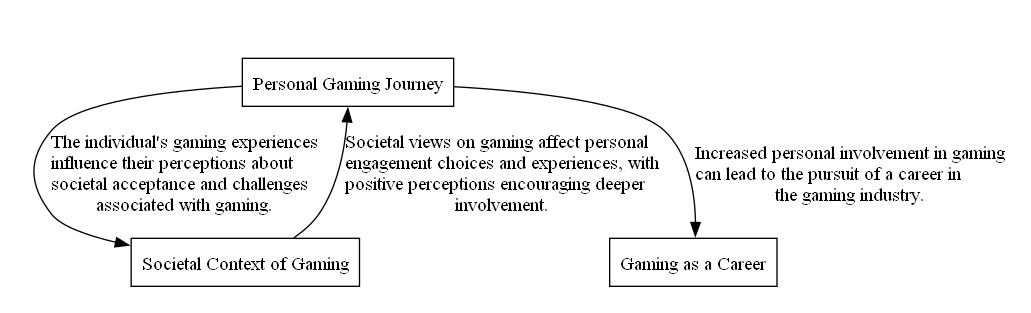 Personal Gaming Journey
The individual's gaming experiences
influence their perceptions about
societal acceptance and challenges
associated with gaming.
Societal views on gaming affect personal
engagement choices and experiences, with
positive perceptions encouraging deeper
involvement.
Increased personal involvement in gaming
can lead to the pursuit of a career in
the gaming industry.
Societal Context of Gaming
Gaming as a Career